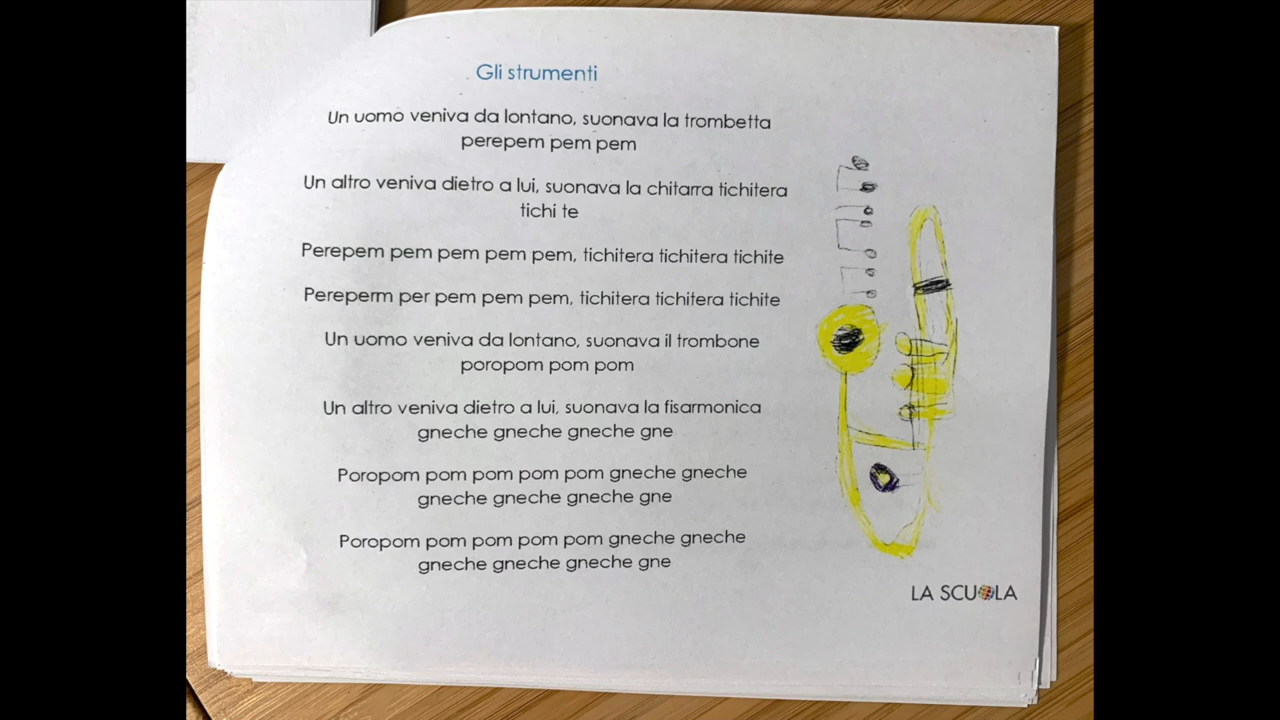 Gli strumenti
Un uomo veniva da lontano, suonava la trombetta
perepem pem pem
Un altro veniva dietro a lui, suonava la chitarra tichitera
tichi te
Perepem pem pem pem pem, tichitera tichitera tichite
Pereperm per pem pem pem, tichitera tichitera tichite
Un uomo veniva da lontano, suonava il trombone
poropom pom pom
Un altro veniva dietro a lui, suonava la fisarmonica
gneche gneche gneche gne
Poropom pom pom pom pom gneche gneche
gneche gneche gneche gne
Poropom pom pom pom pom gneche gneche
gneche gneche gneche gne
LA SCUOLA